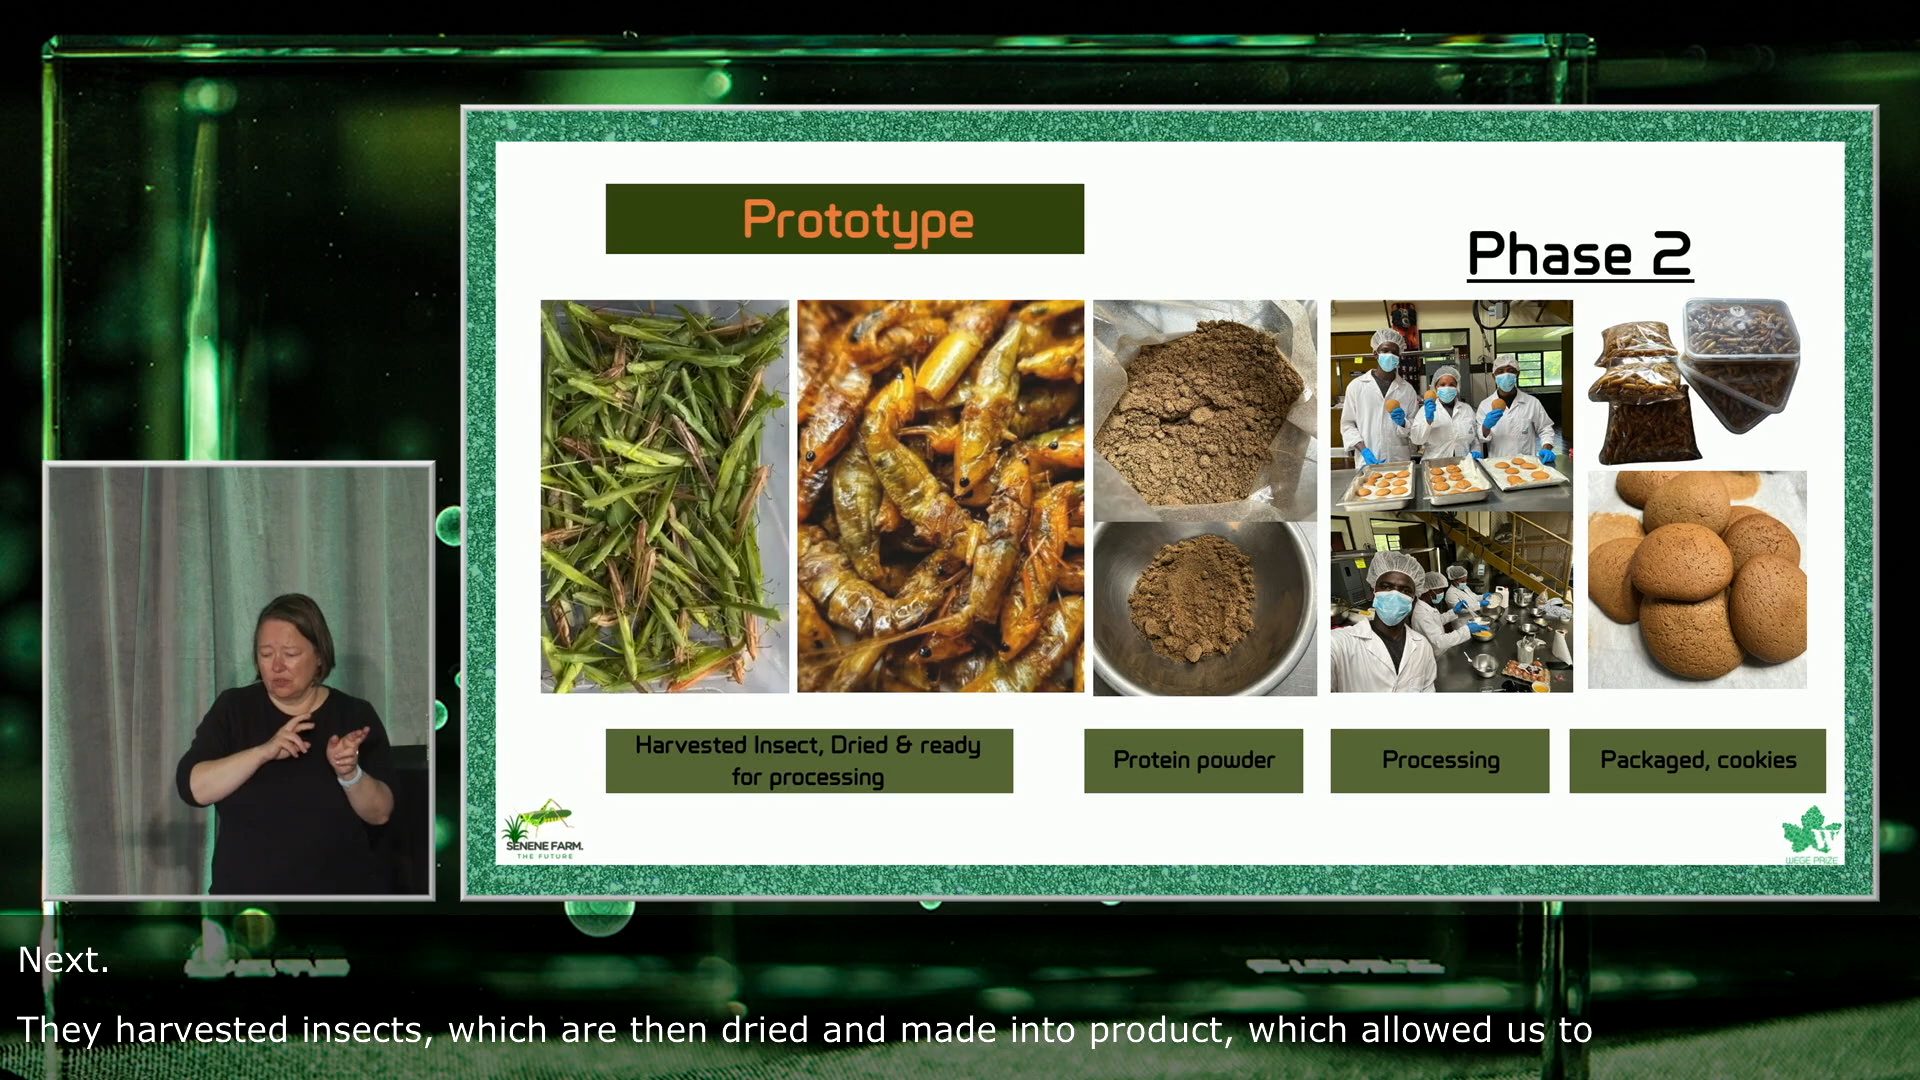 Prototype
Phase 2
Harvested Insect, Dried & ready
for processing
Protein powder
Processing
Packaged, cookies
SENENE FARM.
THE FUTURE
W
WEGE PRIZE
Next.
They harvested insects, which are then dried and made into product, which allowed us to